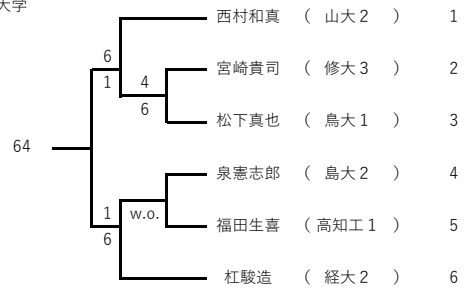 大学
西村和真 （ 山大２ ） 1
6
宮崎貴司 （ 修大３ ） 2
1 4
6
松下真也 （ 鳥大１ ） 3
64
泉憲志郎 （ 島大２ ） 4
1 w.o.
福田生喜 （ 高知工１ ） 5
6
杠駿造 （ 経大２ ） 6